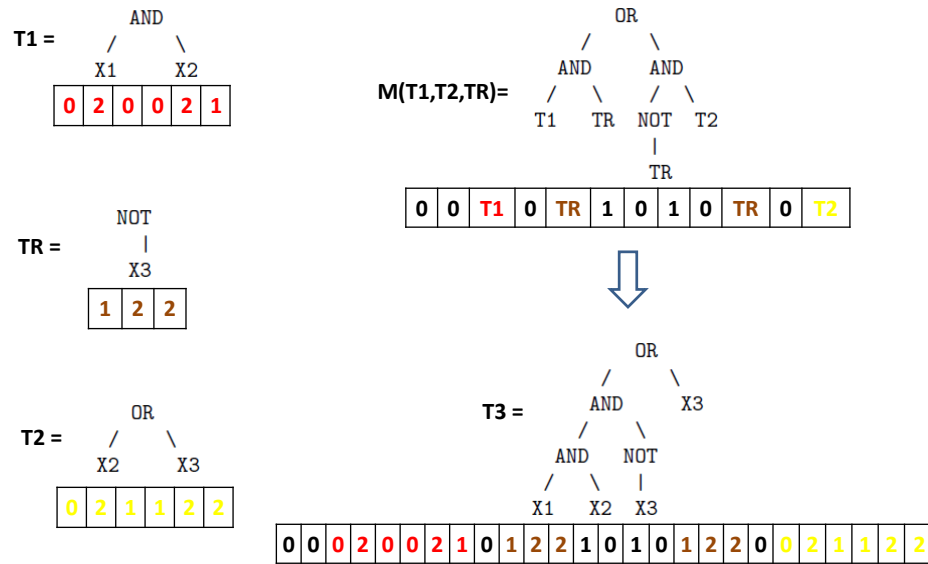 T1 =
AND
/ \
X1 X2
0 2 0 0 2 1
TR =
NOT
|
X3
1 2 2
T2 =
OR
/ \
X2 X3
0 2 1 1 2 2
M(T1,T2,TR)=
OR
/ \
AND AND
/ \ / \
T1 TR NOT T2
|
TR
0 0 T1 0 TR 1 0 1 0 TR 0 T2
T3 =
OR
/ \
AND X3
/ \
AND NOT
/ \ |
X1 X2 X3
0 0 0 2 0 0 2 1 0 1 2 2 1 0 1 0 1 2 2 0 0 2 1 1 2 2